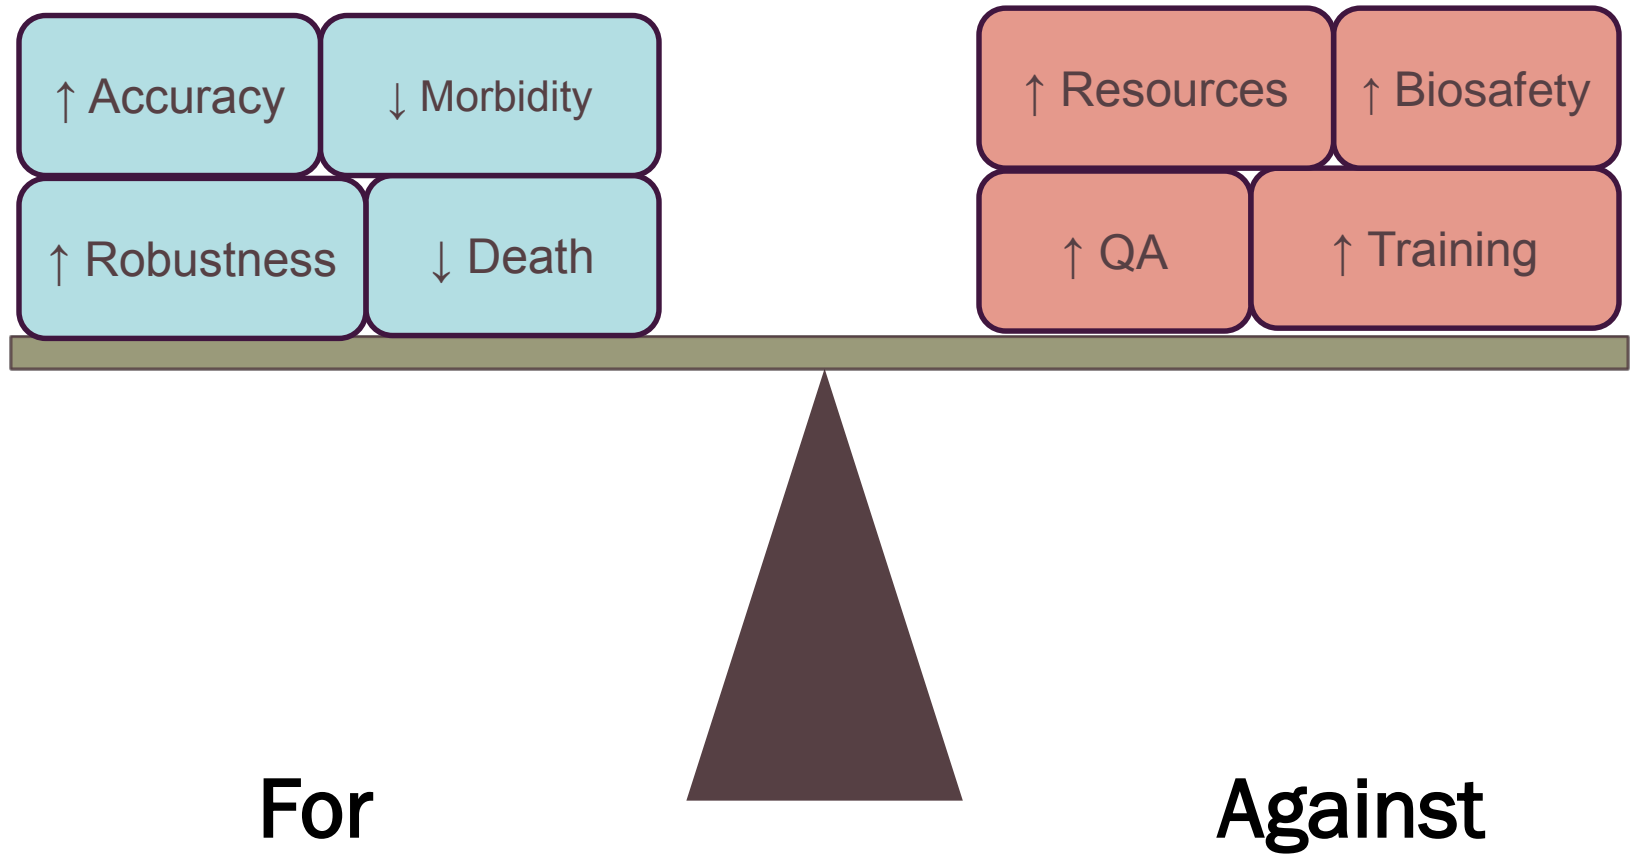 ↑ Accuracy
↓ Morbidity
↑ Robustness
↓ Death
↑ Resources
↑ Biosafety
↑ QA
↑ Training
For
Against